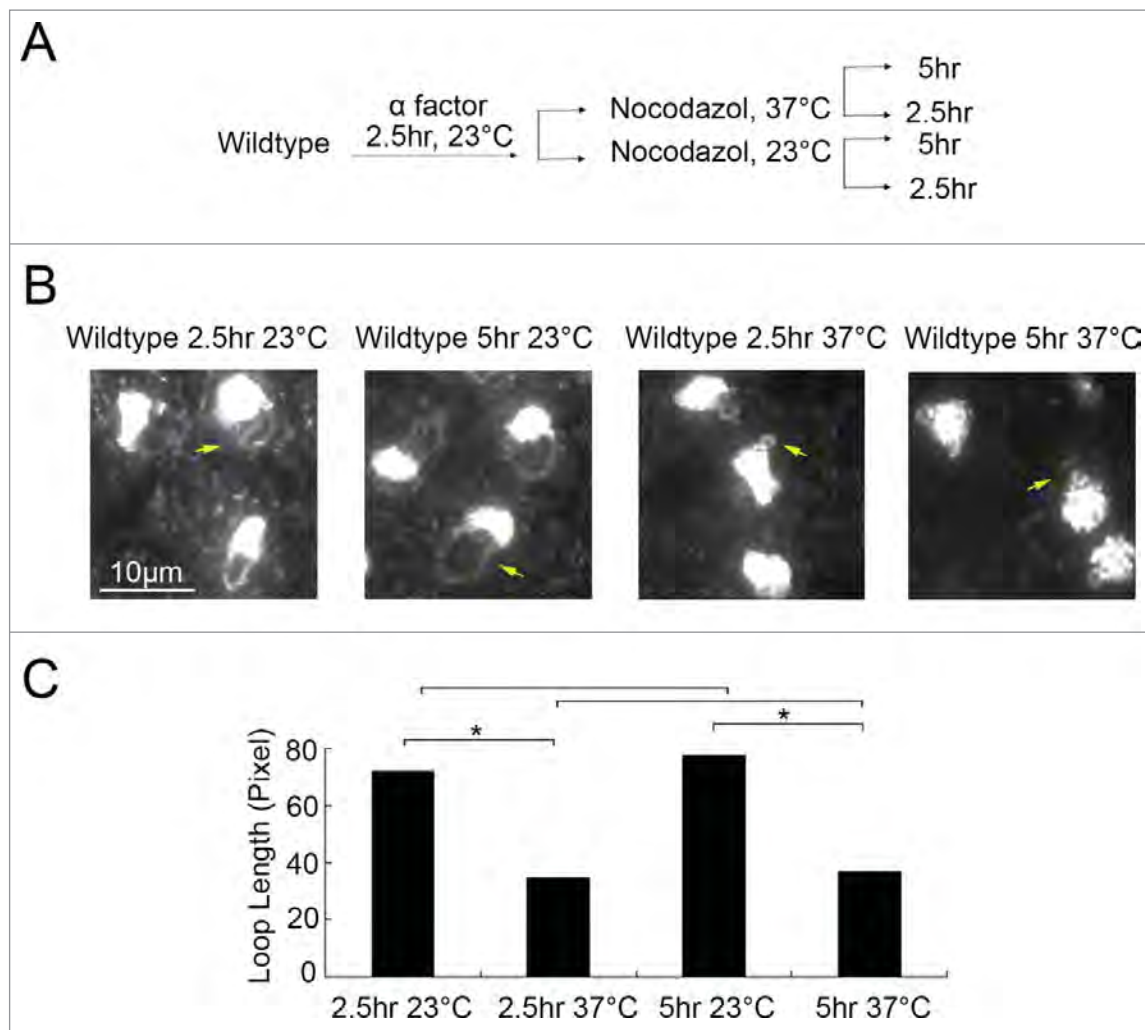 A
Wildtype
α factor
2.5hr, 23°C
Nocodazol, 37°C
Nocodazol, 23°C
5hr
2.5hr
5hr
2.5hr
B
Wildtype 2.5hr 23°C
Wildtype 5hr 23°C
Wildtype 2.5hr 37°C
Wildtype 5hr 37°C
10µm
C
*
*
Loop Length (Pixel)
80
60
40
20
0
2.5hr 23°C
2.5hr 37°C
5hr 23°C
5hr 37°C